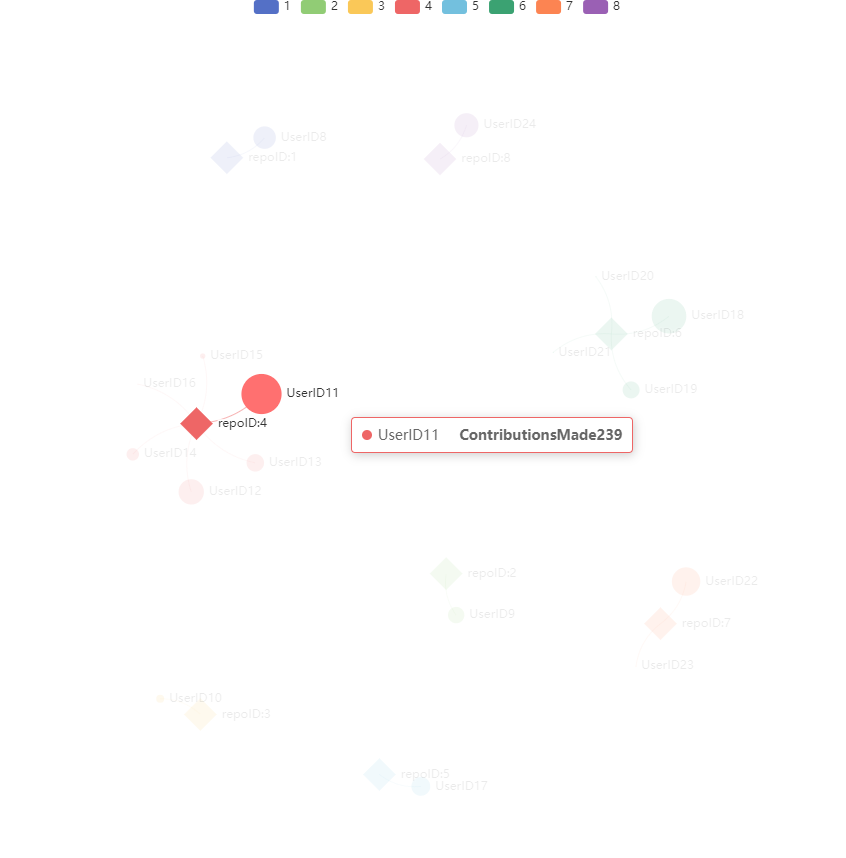 1 2 3 4 5 6 7 8
UserID24
UserID8
repoID:1
repoID:8
UserID20
UserID18
repoID:6
UserID21
UserID15
UserID16
UserID19
UserID11
repoID:4
UserID11 ContributionsMade239
UserID14
UserID13
UserID12
repoID:2
UserID22
UserID9
repoID:7
UserID23
UserID10
repoID:3
repoID:5
UserID17